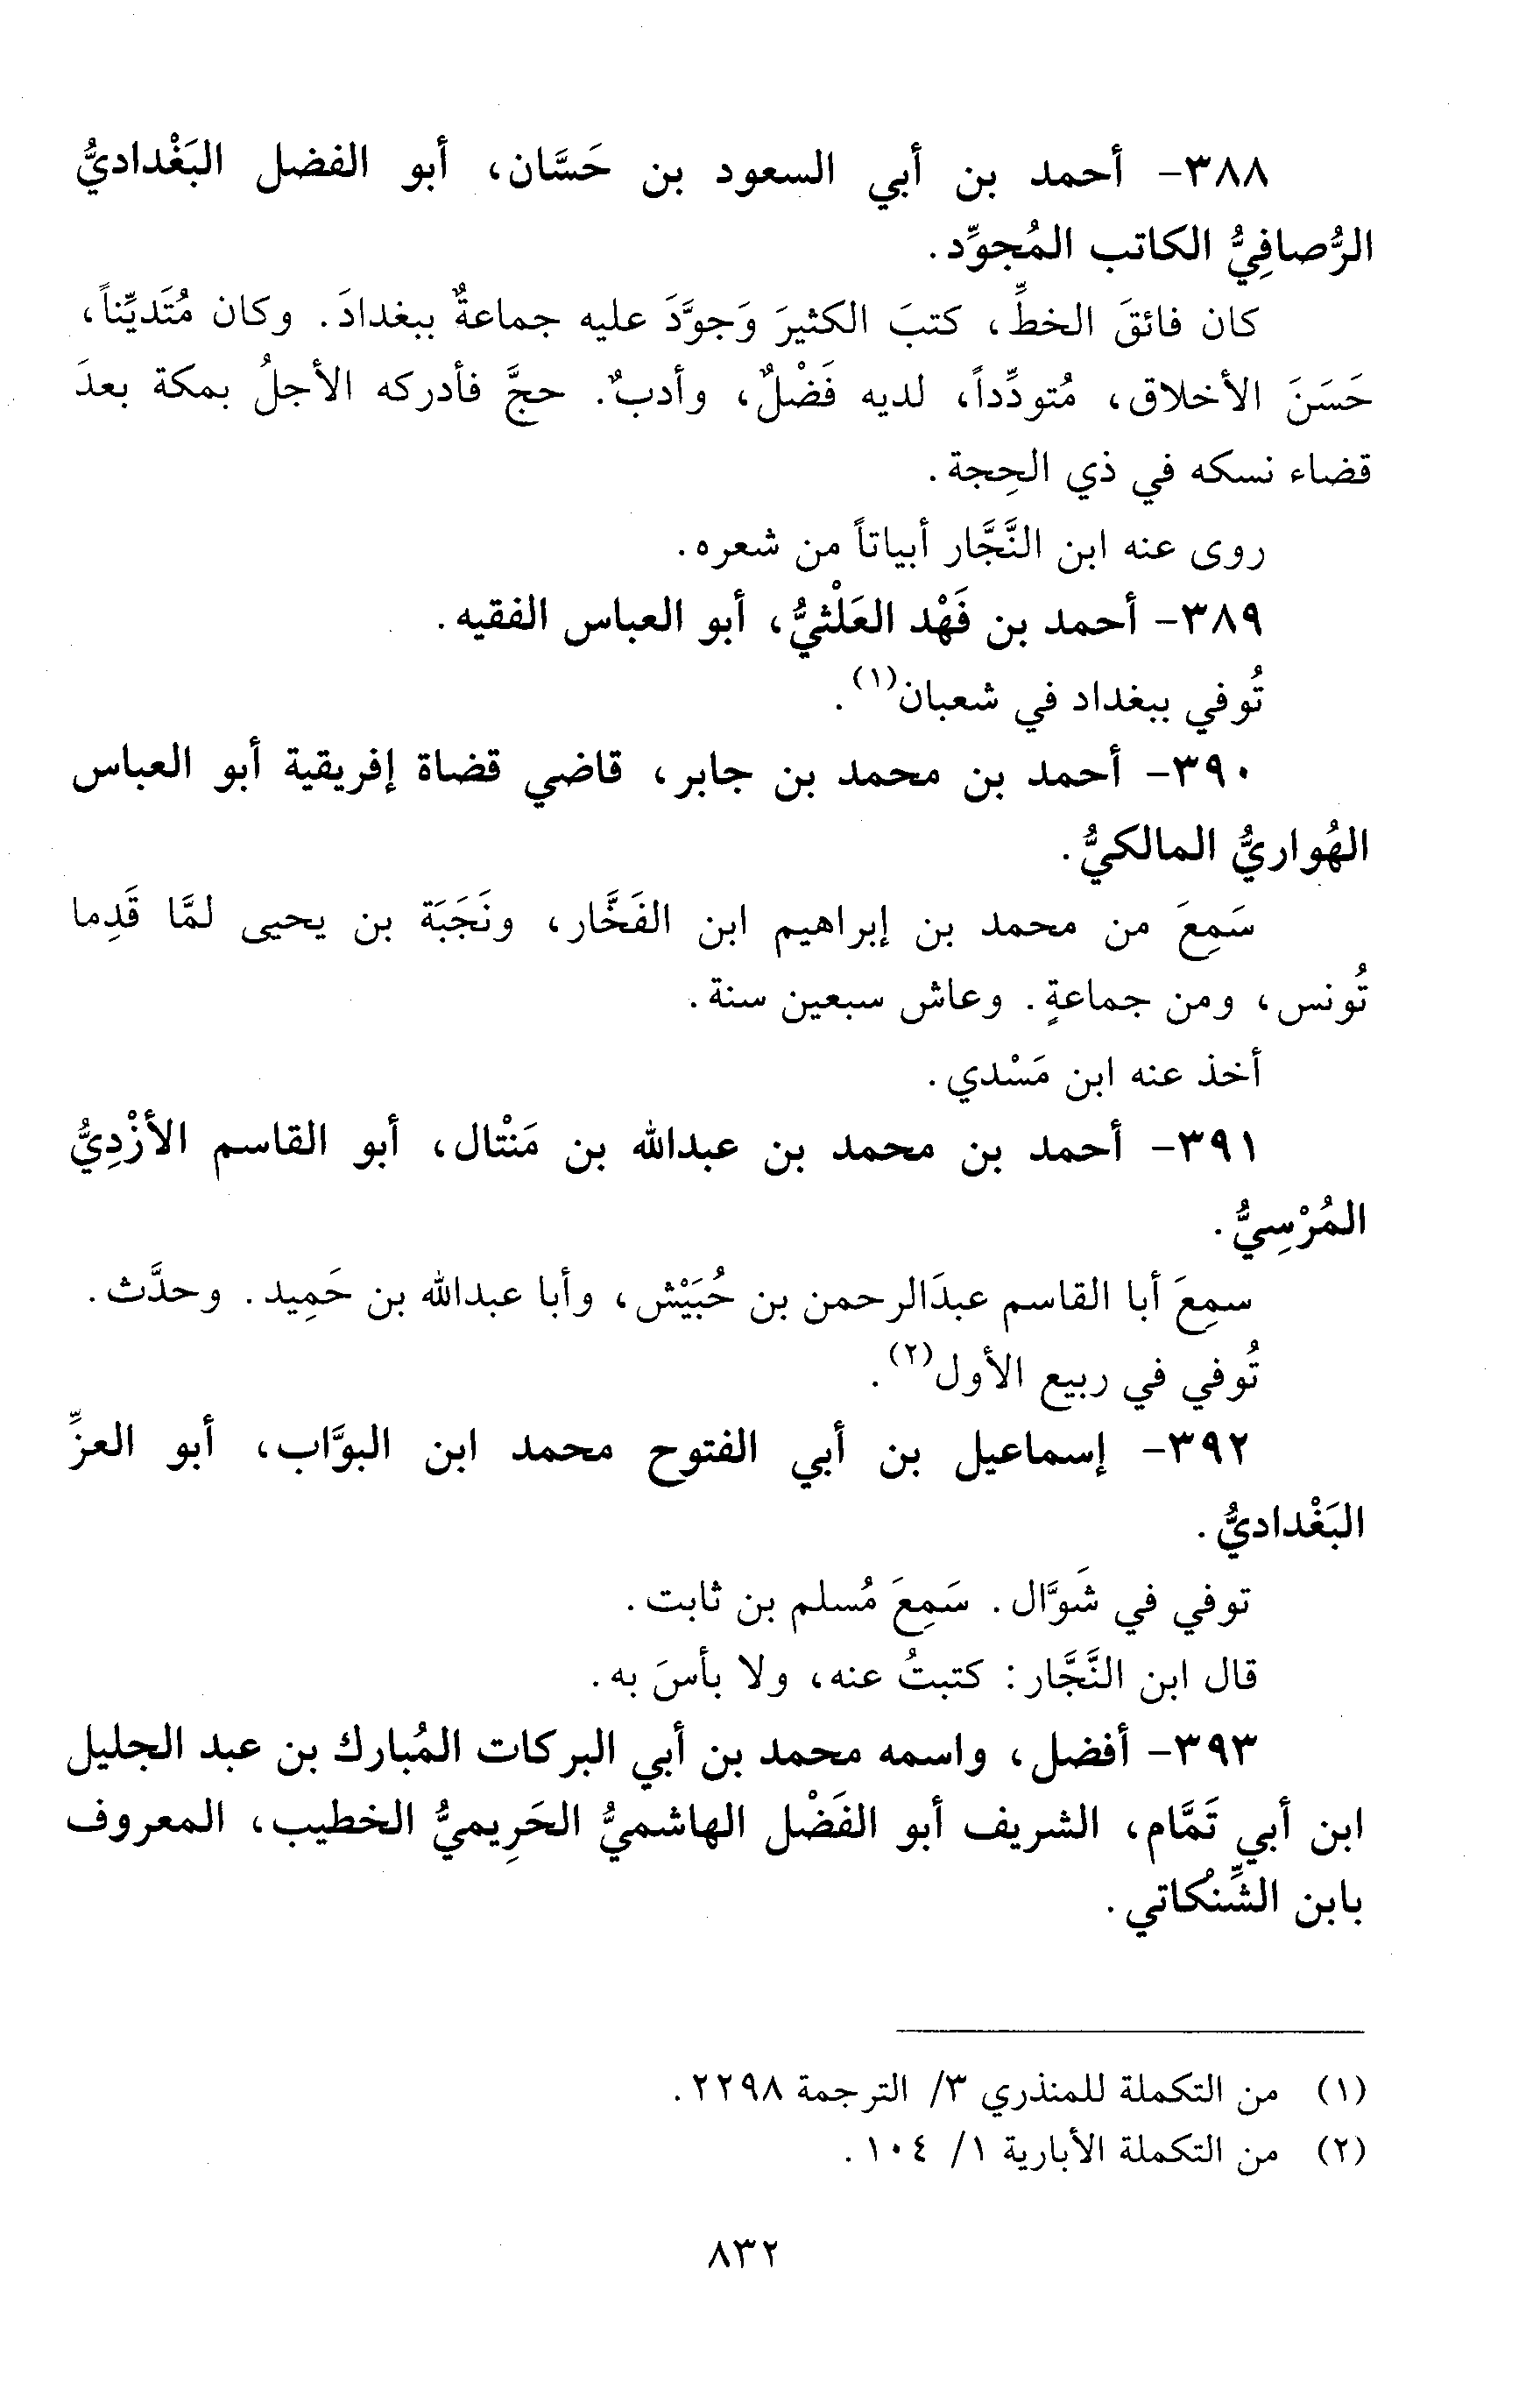 ٣٨٨- أحمد بن أبي السعود بن حَسَّان، أبو الفضل البَغْداديُّ
الرُّصافِيُّ الكاتب المُجوِّد.
كان فائقَ الخطِّ، كتبَ الكثيرَ وَجوَّدَ عليه جماعةٌ ببغدادَ. وكان مُتَديِّناً،
حَسَنَ الأخلاق، مُتودِّداً، لديه فَضْلٌ، وأدبٌ. حجَّ فأدركه الأجلُ بمكة بعدَ
قضاء نسكه في ذي الحِجة.
روى عنه ابن النَّجَّار أبياتاً من شعره.
٣٨٩- أحمد بن فَهْد العَلْثيُّ، أبو العباس الفقيه.
تُوفي ببغداد في شعبان(١).
٣٩٠- أحمد بن محمد بن جابر، قاضي قضاة إفريقية أبو العباس
الهُواريُّ المالكيُّ.
سَمِعَ من محمد بن إبراهيم ابن الفَخَّار، ونَجَبَة بن يحيى لمَّا قَدِما
تُونس، ومن جماعةٍ. وعاش سبعين سنة.
أخذ عنه ابن مَسْدي.
٣٩١- أحمد بن محمد بن عبدالله بن مَنْتال، أبو القاسم الأزْدِيُّ
المُرْسِيُّ.
سمِعَ أبا القاسم عبدَالرحمن بن حُبَيْش، وأبا عبدالله بن حَمِيد. وحدَّث.
تُوفي في ربيع الأول(٢).
٣٩٢- إسماعيل بن أبي الفتوح محمد ابن البوَّاب، أبو العزِّ
البَغْداديُّ.
توفي في شَوَّال. سَمِعَ مُسلم بن ثابت.
قال ابن النَّجَّار: كتبتُ عنه، ولا بأسَ به.
٣٩٣- أفضل، واسمه محمد بن أبي البركات المُبارك بن عبد الجليل
ابن أبي تَمَّام، الشريف أبو الفَضْل الهاشميُّ الحَرِيميُّ الخطيب، المعروف
بابن الشِّنْكاتي.
(١) من التكملة للمنذري ٣/ الترجمة ٢٢٩٨.
(٢) من التكملة الأبارية ١/ ١٠٤.
٨٣٢